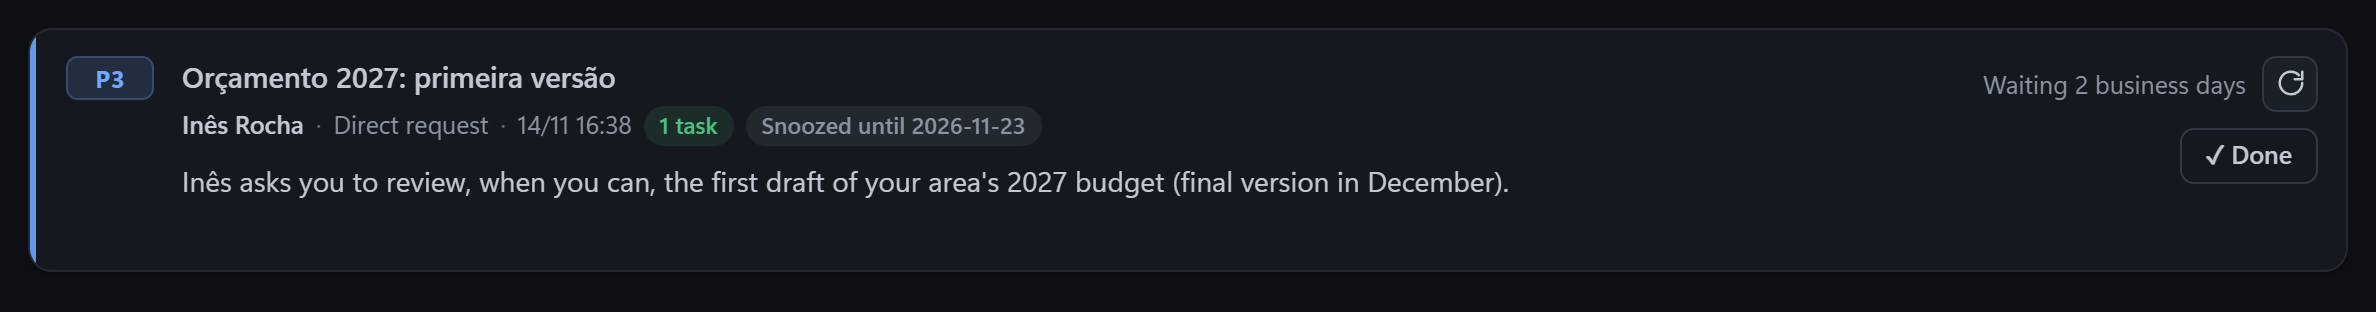 P3
Orçamento 2027: primeira versão
Waiting 2 business days
Inês Rocha · Direct request · 14/11 16:38 1 task Snoozed until 2026-11-23
✓ Done
Inês asks you to review, when you can, the first draft of your area's 2027 budget (final version in December).